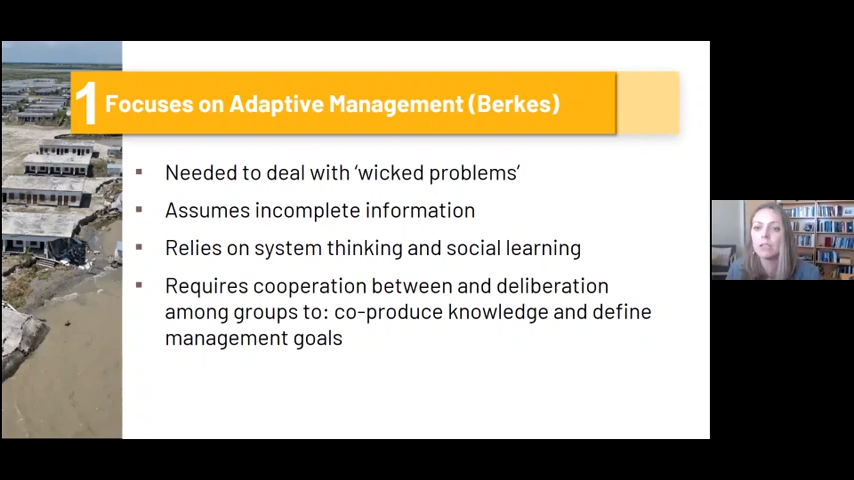 1 Focuses on Adaptive Management (Berkes)
Needed to deal with ‘wicked problems’
Assumes incomplete information
Relies on system thinking and social learning
Requires cooperation between and deliberation
among groups to: co-produce knowledge and define
management goals